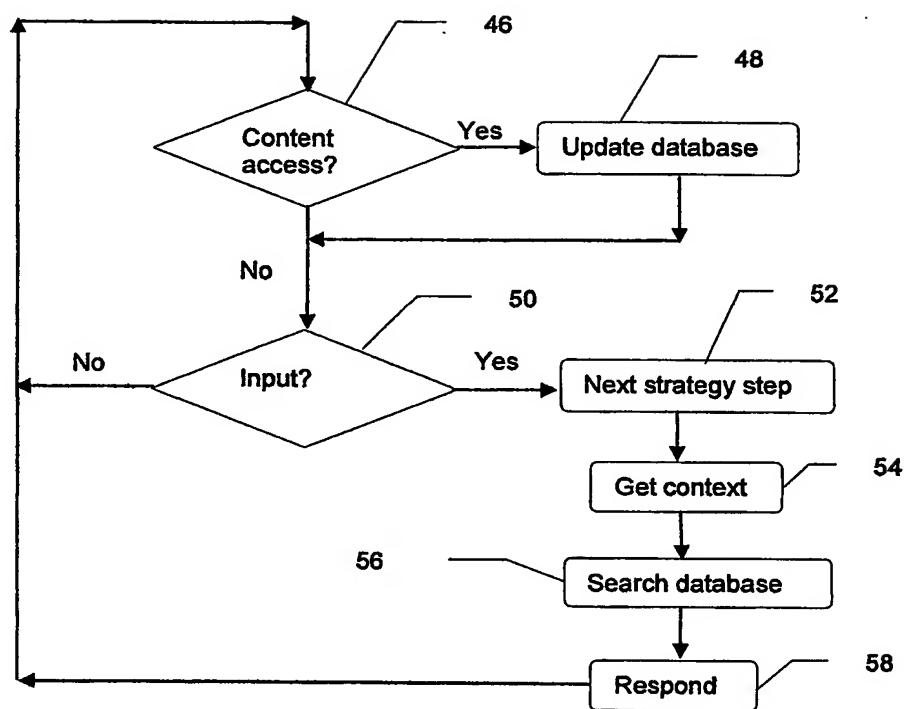 46
48
Content
access?
Yes
Update database
No
50
52
No
Input?
Yes
Next strategy step
54
Get context
56
Search database
58
Respond